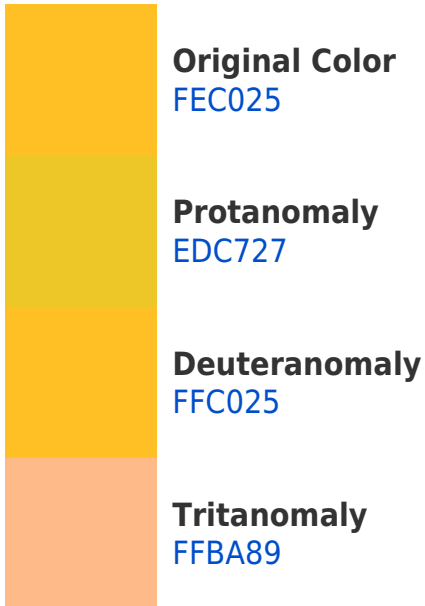 Original Color
FEC025
Protanomaly
EDC727
Deuteranomaly
FFC025
Tritanomaly
FFBA89